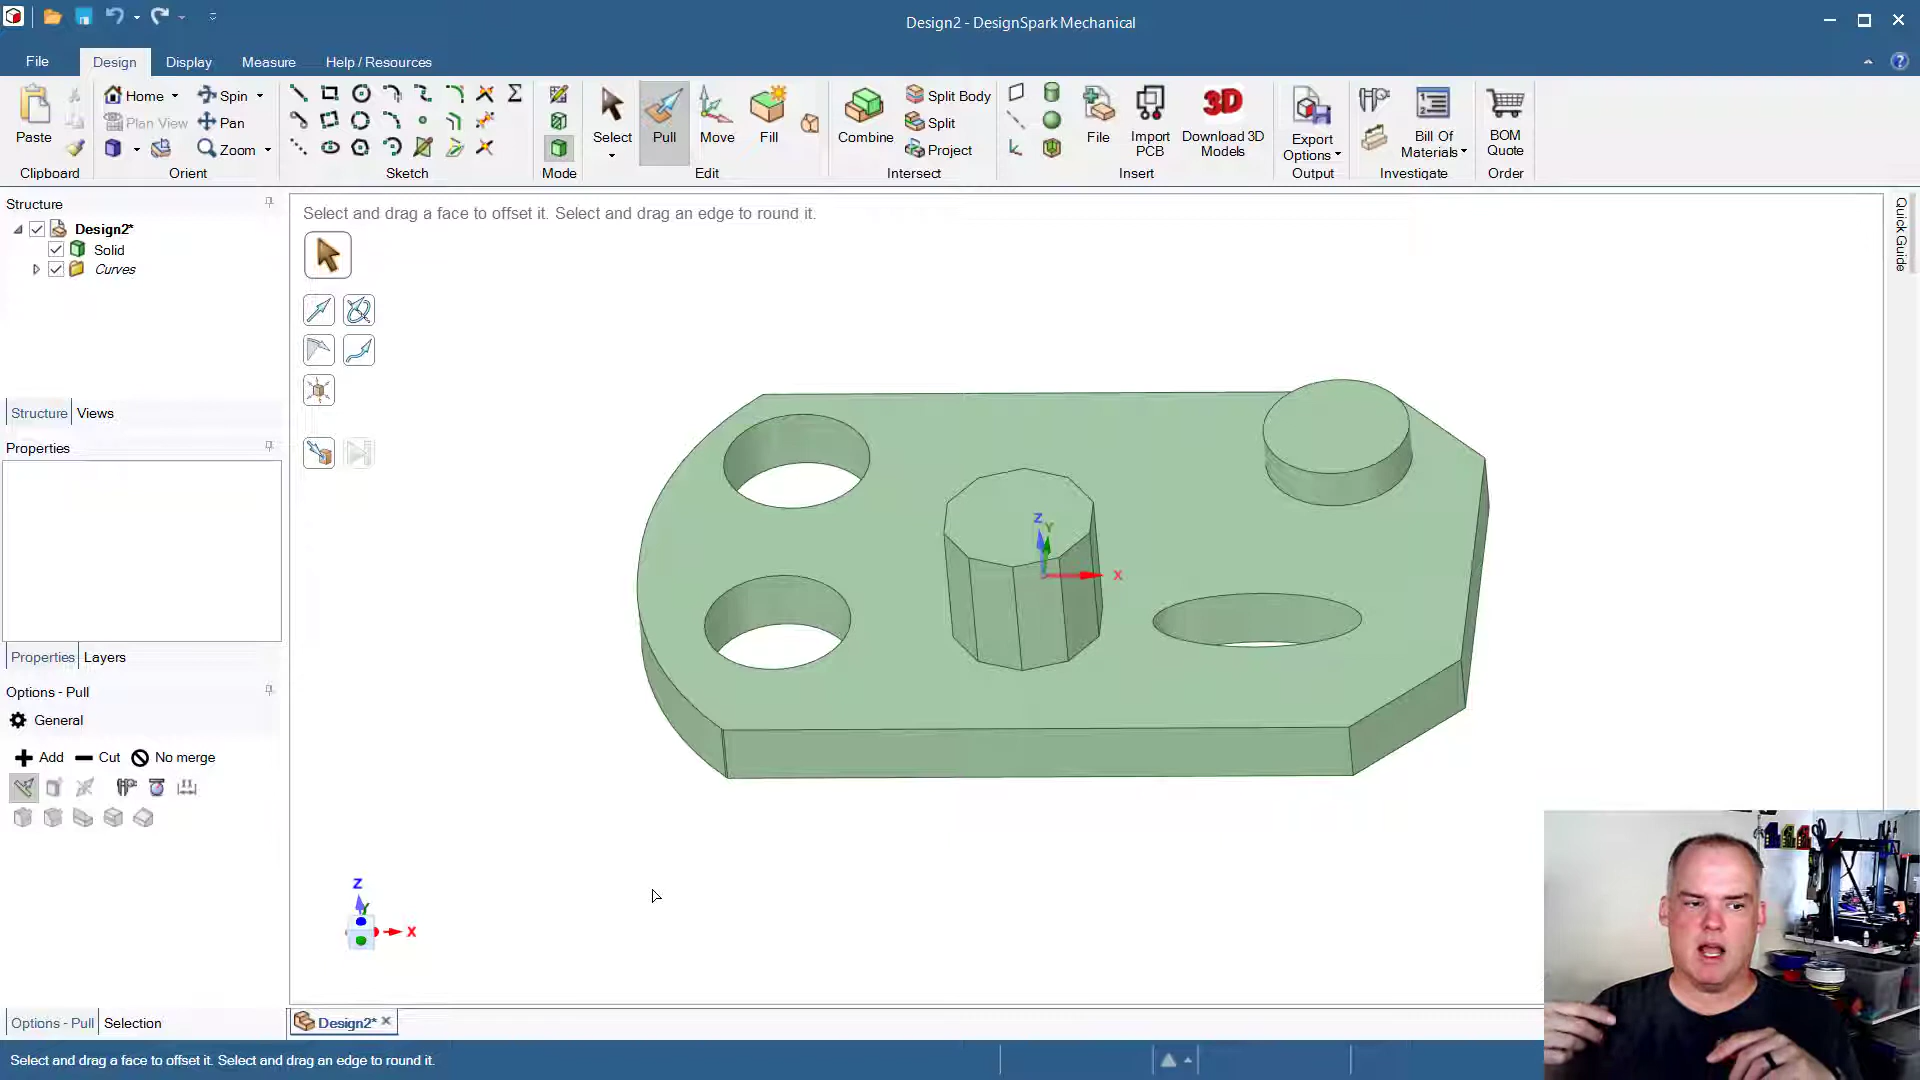 Design2 - DesignSpark Mechanical
File
Design
Display
Measure
Help / Resources
Paste
Clipboard
Home
Spin
Plan View
Pan
Zoom
Orient
Sketch
Mode
Select
Pull
Move
Fill
Edit
Combine
Split Body
Split
Project
Intersect
File
Import PCB
3D
Download 3D Models
Insert
Export Options
Output
Bill Of Materials
Investigate
BOM Quote
Order
Structure
Design2*
Solid
Curves
Structure
Views
Properties
Properties
Layers
Options - Pull
General
Add
Cut
No merge
Options - Pull
Selection
Select and drag a face to offset it. Select and drag an edge to round it.
Z
Y
X
Z
Y
X
Quick Guide
Design2*
Select and drag a face to offset it. Select and drag an edge to round it.